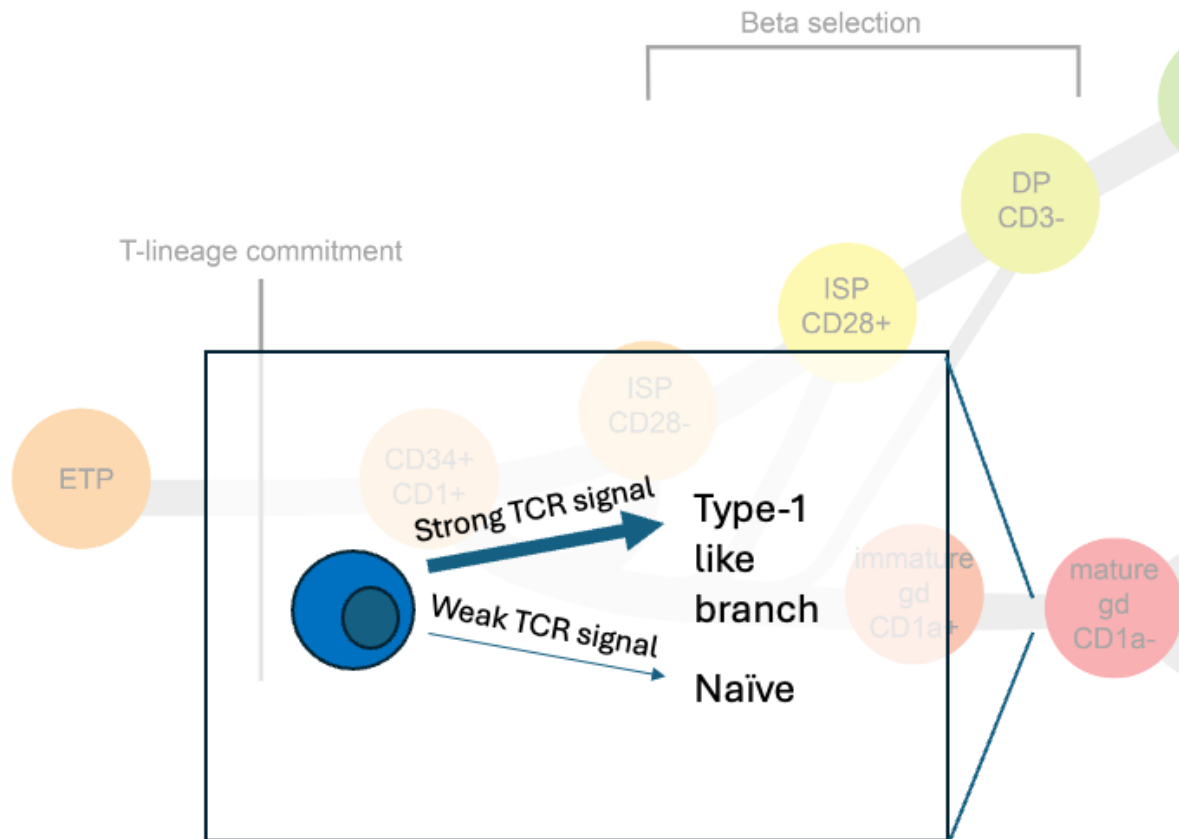 Beta selection
DP
CD3-
T-lineage commitment
ISP
CD28+
ISP
CD28-
ETP
CD34+
CD1+
Strong TCR signal
Type-1
like
branch
Weak TCR signal
Naïve
immature
gd
CD1a+
mature
gd
CD1a-